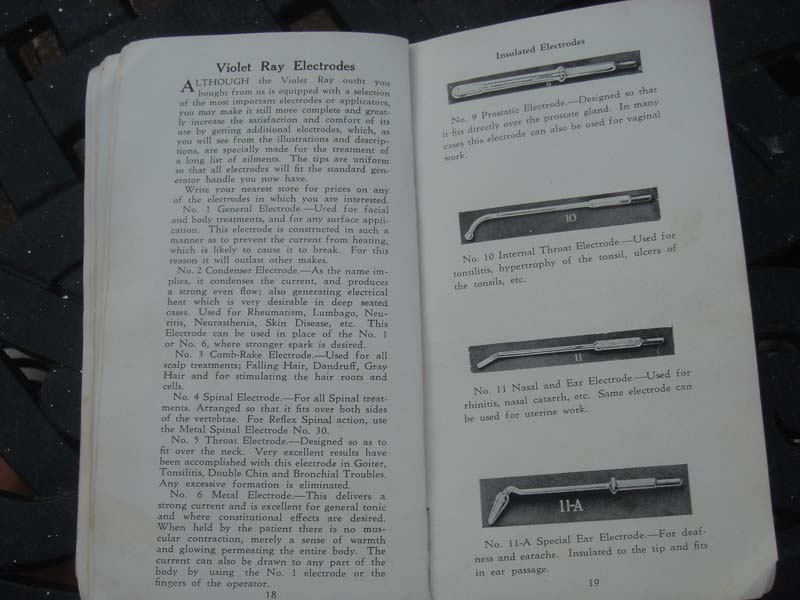 Violet Ray Electrodes
ALTHOUGH the Violet Ray outfit you
bought from us is equipped with a selection
of the most important electrodes or applicators,
you may make it still more complete and great-
ly increase the satisfaction and comfort of its
use by getting additional electrodes, which, as
you will see from the illustrations and descrip-
tions, are specially made for the treatment of
a long list of ailments. The tips are uniform
so that all electrodes will fit the standard gen-
erator handle you now have.
Write your nearest store for prices on any
of the electrodes in which you are interested.
No. 1 General Electrode.—Used for facial
and body treatments, and for any surface appli-
cation. This electrode is constructed in such a
manner as to prevent the current from heating,
which is likely to cause it to break. For this
reason it will outlast other makes.
No. 2 Condenser Electrode.—As the name im-
plies, it condenses the current, and produces
a strong even flow; also generating electrical
heat which is very desirable in deep seated
cases. Used for Rheumatism, Lumbago, Neu-
ritis, Neurasthenia, Skin Disease, etc. This
Electrode can be used in place of the No. 1
or No. 6, where stronger spark is desired.
No. 3 Comb-Rake Electrode.—Used for all
scalp treatments; Falling Hair, Dandruff, Gray
Hair and for stimulating the hair roots and
cells.
No. 4 Spinal Electrode.—For all Spinal treat-
ments. Arranged so that it fits over both sides
of the vertebrae. For Reflex Spinal action, use
the Metal Spinal Electrode No. 30.
No. 5 Throat Electrode.—Designed so as to
fit over the neck. Very excellent results have
been accomplished with this electrode in Goiter,
Tonsilitis, Double Chin and Bronchial Troubles.
Any excessive formation is eliminated.
No. 6 Metal Electrode.—This delivers a
strong current and is excellent for general tonic
and where constitutional effects are desired.
When held by the patient there is no mus-
cular contraction, merely a sense of warmth
and glowing permeating the entire body. The
current can also be drawn to any part of the
body by using the No. 1 electrode or the
fingers of the operator.
18
Insulated Electrodes
No. 9 Prostatic Electrode.—Designed so that
it fits directly over the prostate gland. In many
cases this electrode can also be used for vaginal
work.
10
No. 10 Internal Throat Electrode.—Used for
tonsilitis, hypertrophy of the tonsil, ulcers of
the tonsils, etc.
11
No. 11 Nasal and Ear Electrode.—Used for
rhinitis, nasal catarrh, etc. Same electrode can
be used for uterine work.
11-A
No. 11-A Special Ear Electrode.—For deaf-
ness and earache. Insulated to the tip and fits
in ear passage.
19